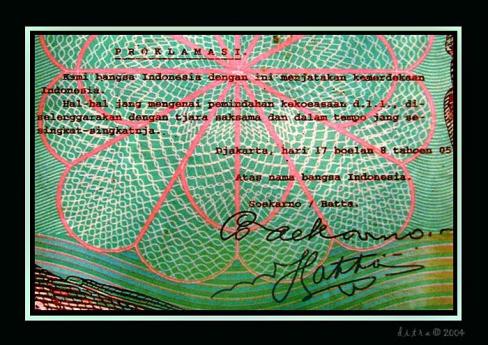 PROKLAMASI
Kami bangsa Indonesia dengan ini menjatakan kemerdekaan
Indonesia.
Hal-hal jang mengenai pemindahan kekoeasaan d.l.l., di-
selenggarakan dengan tjara saksama dan dalam tempo jang se-
singkat-singkatnja.
Djakarta, hari 17 boelan 8 tahoen 05
Atas nama bangsa Indonesia.
Soekarno / Hatta.
Soekarno.
Hatta
ditra © 2004